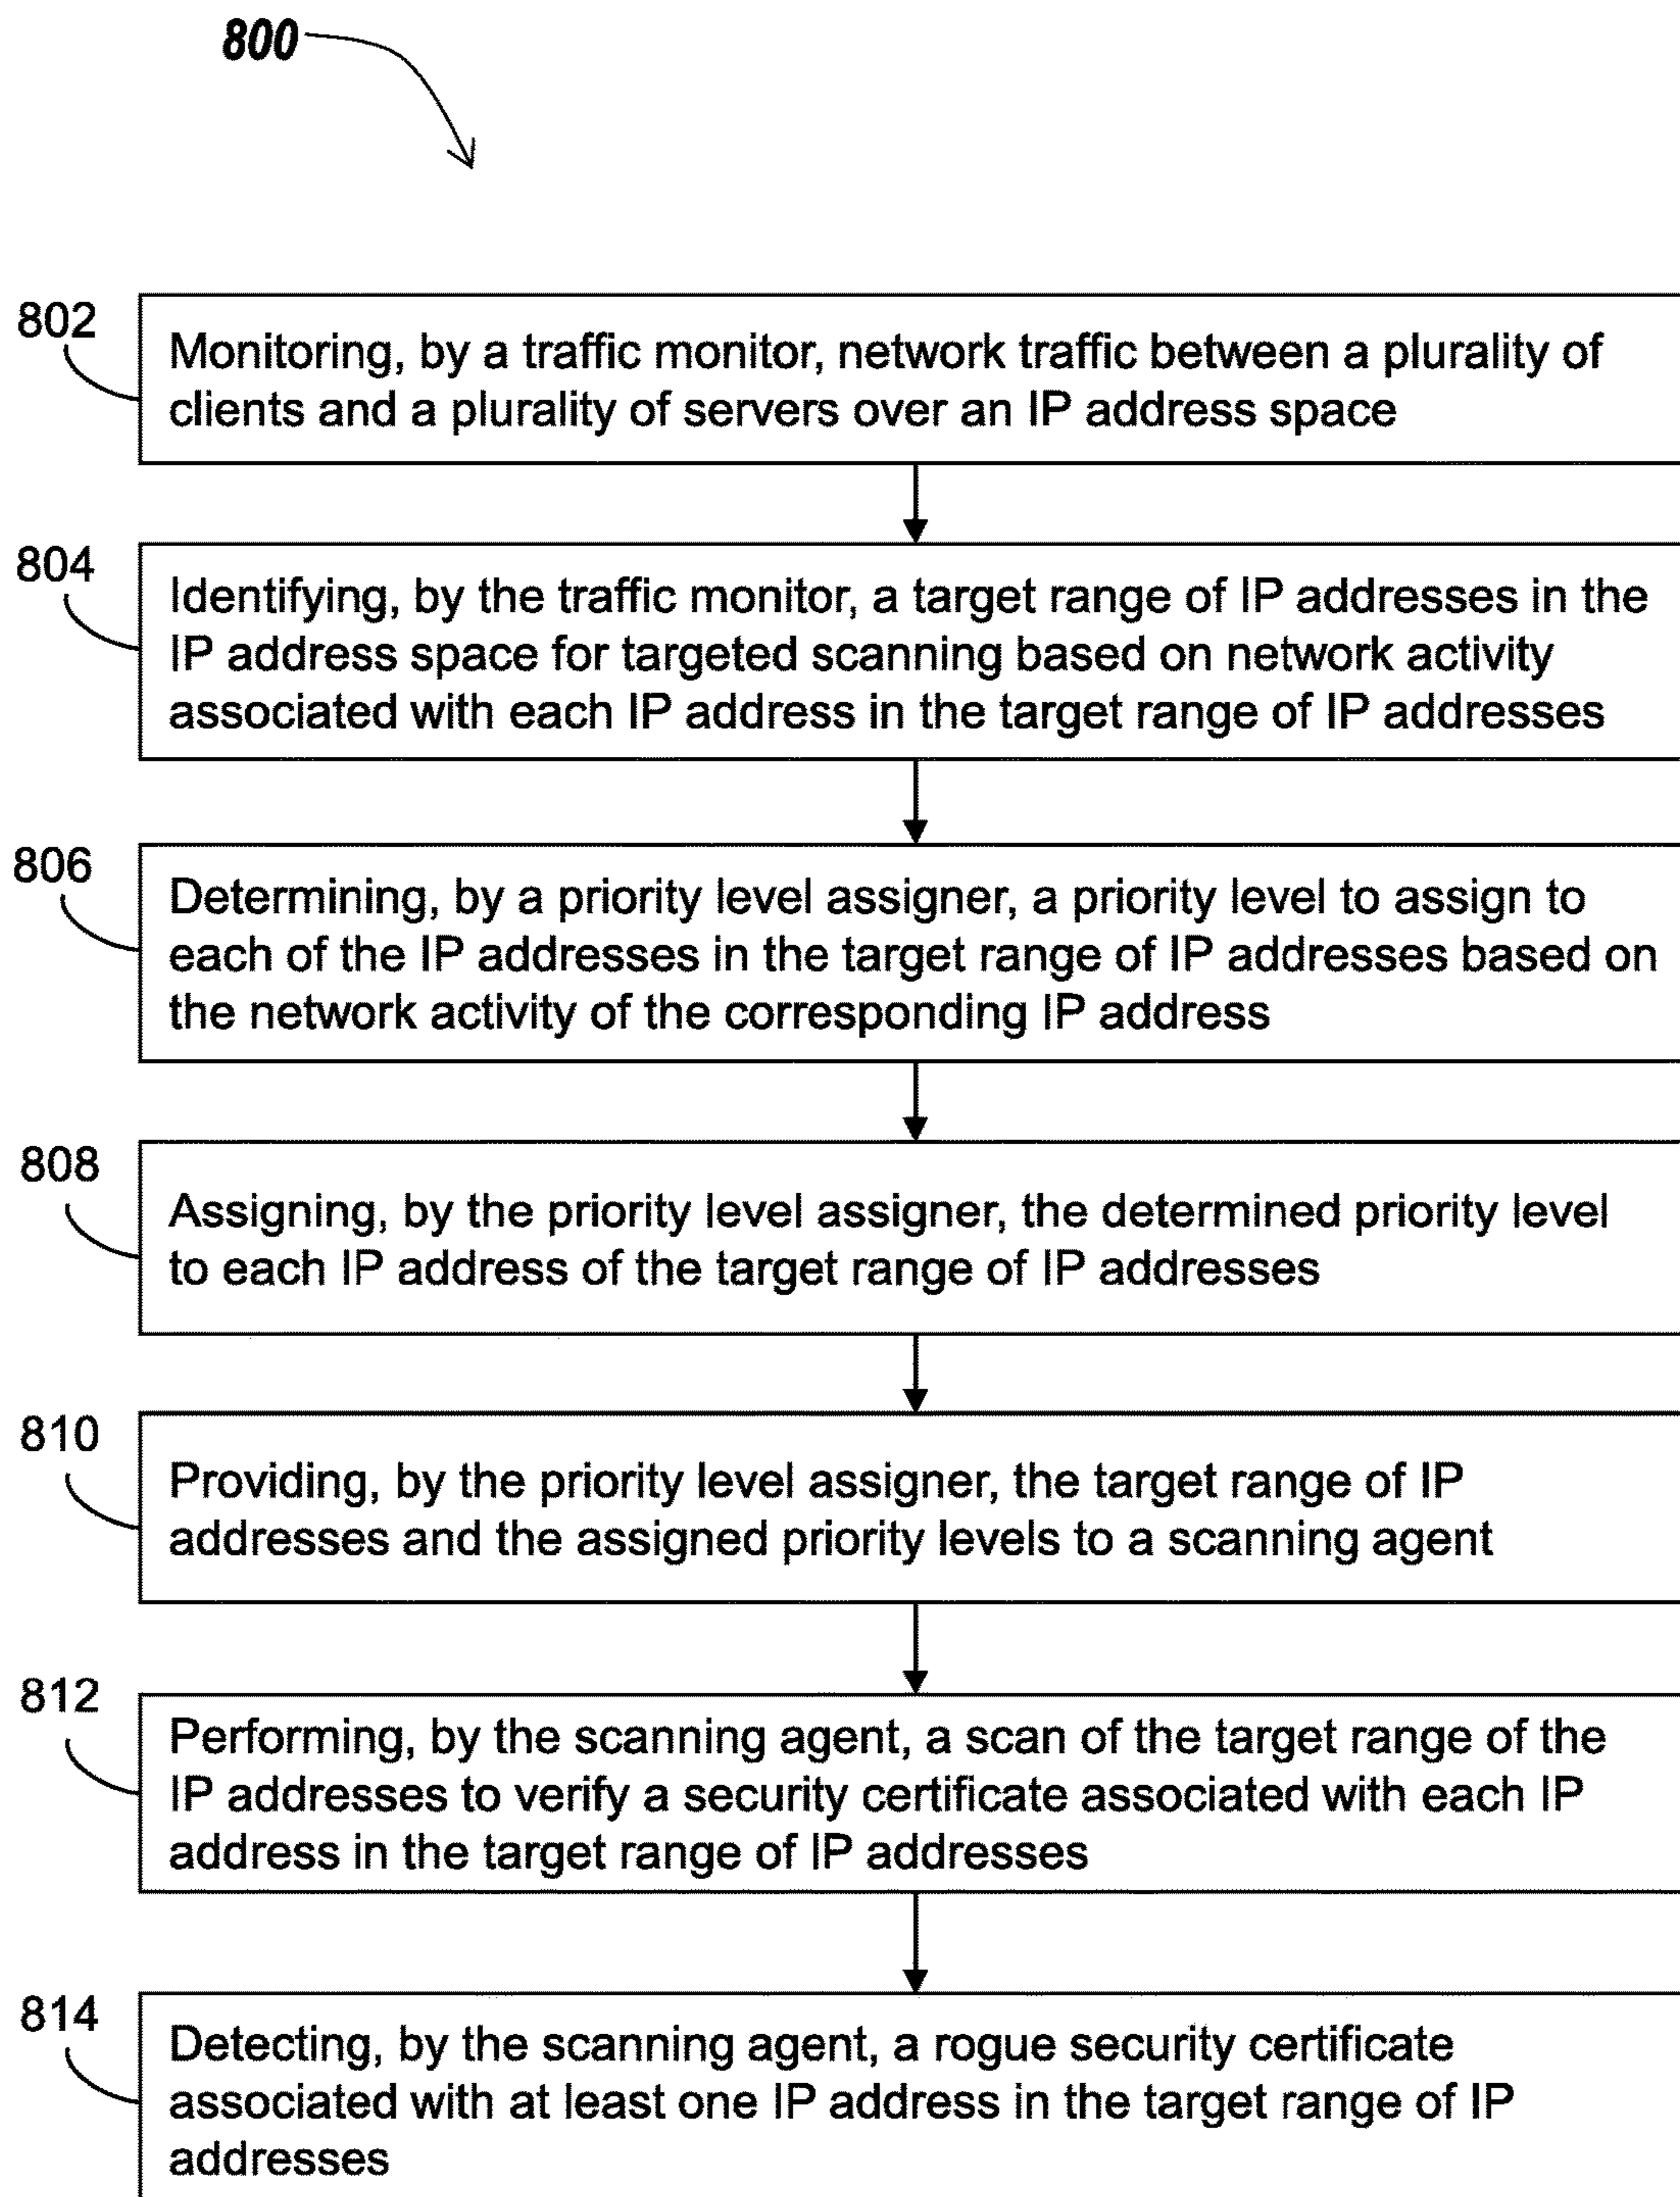 800
802
Monitoring, by a traffic monitor, network traffic between a plurality of
clients and a plurality of servers over an IP address space
804
Identifying, by the traffic monitor, a target range of IP addresses in the
IP address space for targeted scanning based on network activity
associated with each IP address in the target range of IP addresses
806
Determining, by a priority level assigner, a priority level to assign to
each of the IP addresses in the target range of IP addresses based on
the network activity of the corresponding IP address
808
Assigning, by the priority level assigner, the determined priority level
to each IP address of the target range of IP addresses
810
Providing, by the priority level assigner, the target range of IP
addresses and the assigned priority levels to a scanning agent
812
Performing, by the scanning agent, a scan of the target range of the
IP addresses to verify a security certificate associated with each IP
address in the target range of IP addresses
814
Detecting, by the scanning agent, a rogue security certificate
associated with at least one IP address in the target range of IP
addresses